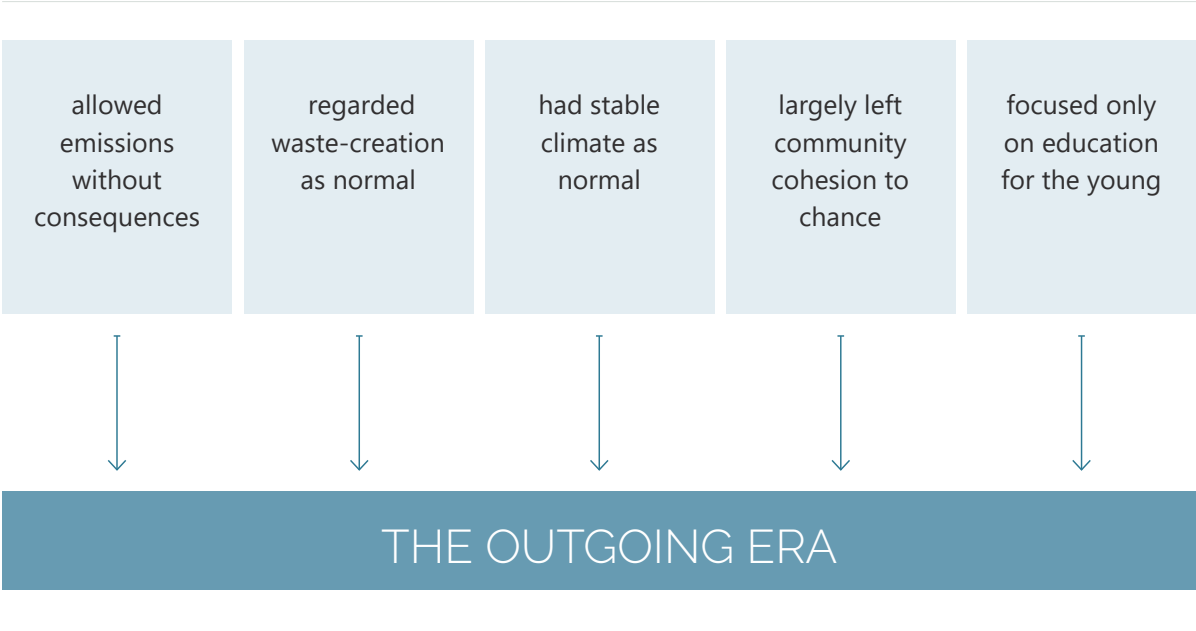 allowed
emissions
without
consequences
regarded
waste-creation
as normal
had stable
climate as
normal
largely left
community
cohesion to
chance
focused only
on education
for the young
THE OUTGOING ERA